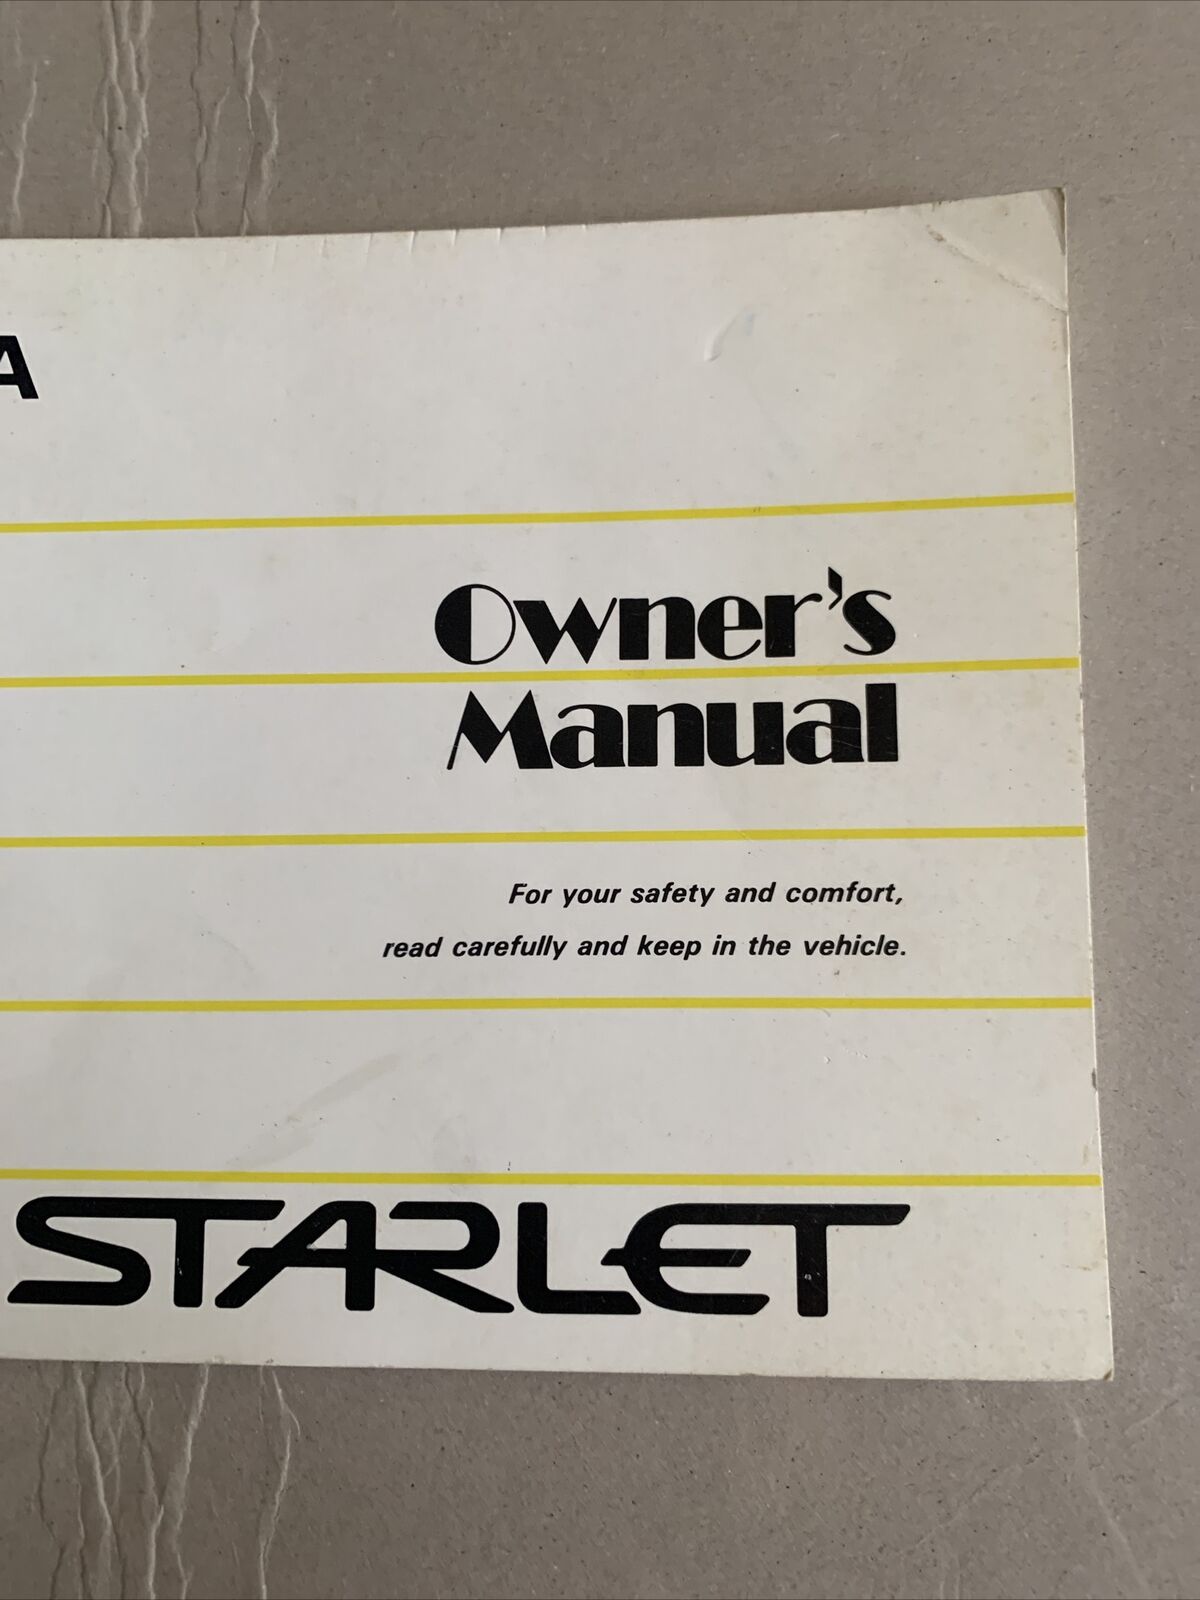 A
Owner's
Manual
For your safety and comfort,
read carefully and keep in the vehicle.
STARLET